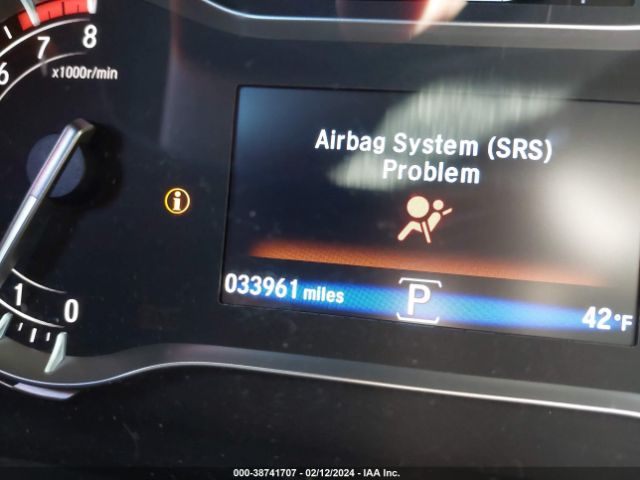 6 7 8
x1000r/min
Airbag System (SRS)
Problem
i
033961 miles P 42°F
1 0
000-38741707 - 02/12/2024 - IAA Inc.